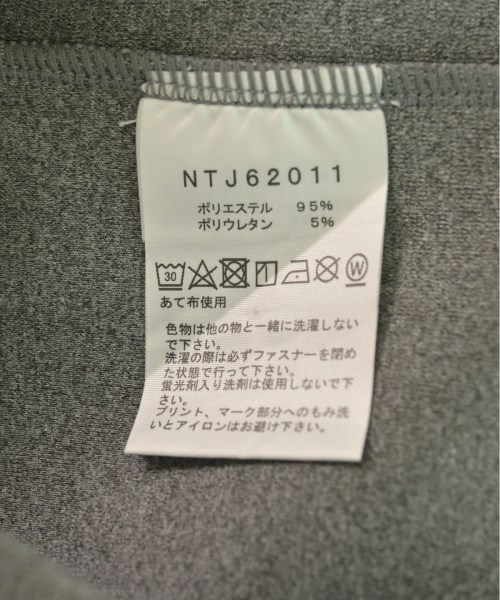 NTJ62011
ポリエステル 95%
ポリウレタン 5%
30 W
あて布使用
色物は他の物と一緒に洗濯しない
で下さい。
洗濯の際は必ずファスナーを閉め
た状態で行って下さい。
蛍光剤入り洗剤は使用しないで下
さい。
プリント、マーク部分へのもみ洗
いとアイロンはお避け下さい。